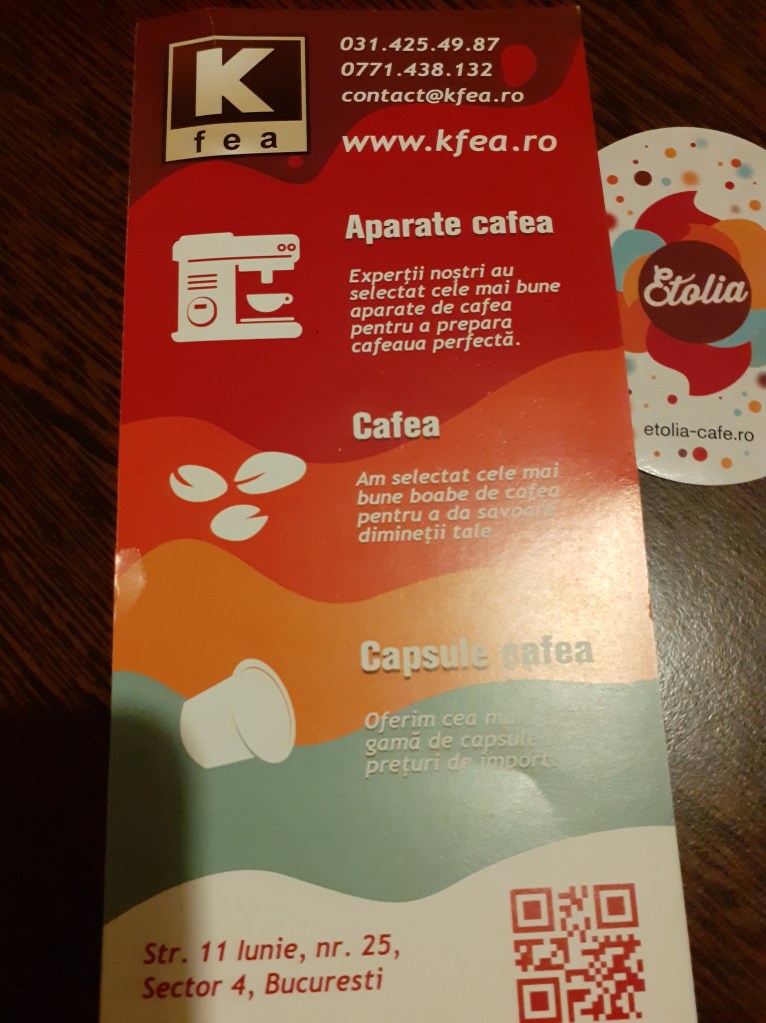 K
fea
031.425.49.87
0771.438.132
contact@kfea.ro
www.kfea.ro
Aparate cafea
Experții noștri au
selectat cele mai bune
aparate de cafea
pentru a prepara
cafeaua perfectă.
Cafea
Am selectat cele mai
bune boabe de cafea
pentru a da savoare
dimineții tale
Capsule cafea
Oferim cea
gamă de capsule
prețuri de import.
Str. 11 Iunie, nr. 25,
Sector 4, Bucuresti
Etolia
etolia-cafe.ro